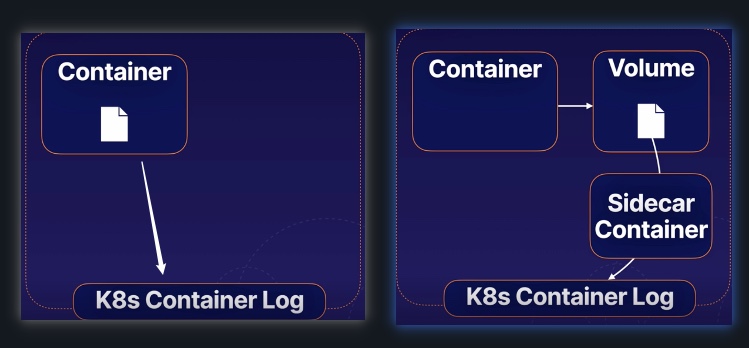 Container
K8s Container Log
Container
Volume
Sidecar
Container
K8s Container Log